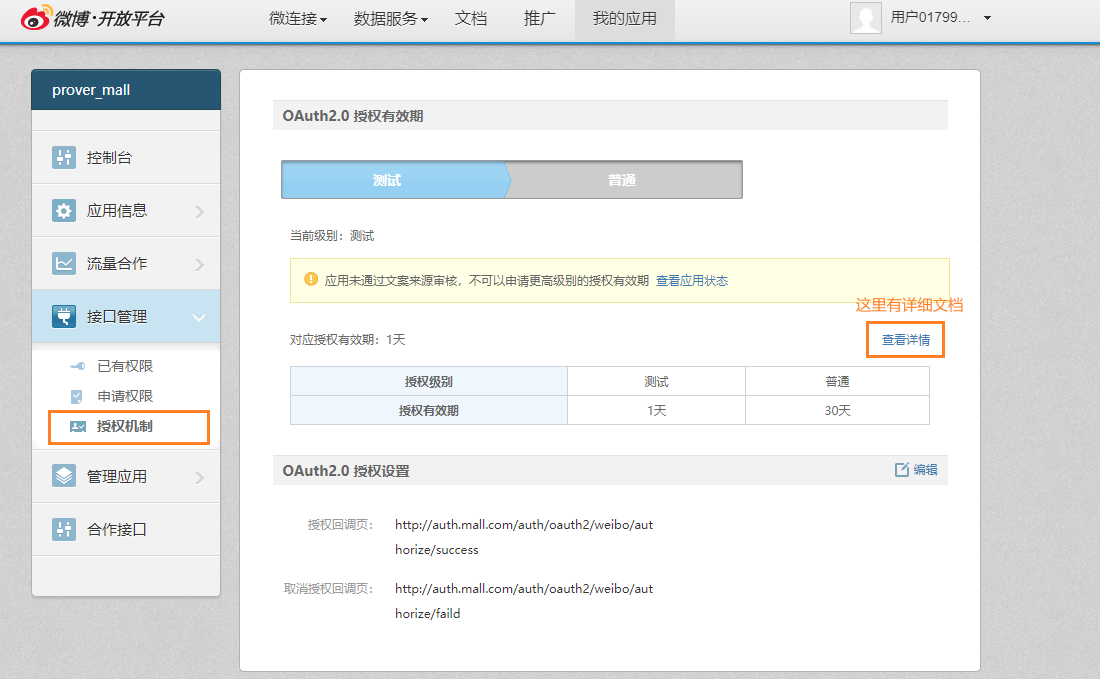 微博·开放平台
微连接 数据服务 文档 推广 我的应用 用户01799...
prover_mall
控制台
应用信息
流量合作
接口管理
已有权限
申请权限
授权机制
管理应用
合作接口
OAuth2.0 授权有效期
测试 普通
当前级别：测试
应用未通过文案来源审核，不可以申请更高级别的授权有效期 查看应用状态
这里有详细文档
对应授权有效期：1天 查看详情
授权级别 测试 普通
授权有效期 1天 30天
OAuth2.0 授权设置 编辑
授权回调页： http://auth.mall.com/auth/oauth2/weibo/aut
horize/success
取消授权回调页： http://auth.mall.com/auth/oauth2/weibo/aut
horize/faild